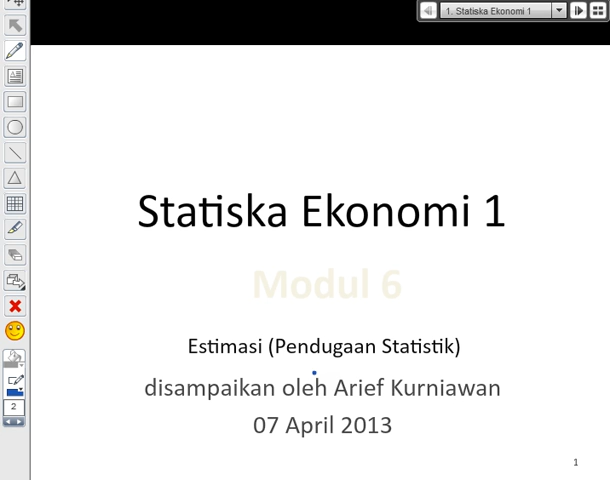 1. Statiska Ekonomi 1
Statiska Ekonomi 1
Modul 6
Estimasi (Pendugaan Statistik)
disampaikan oleh Arief Kurniawan
07 April 2013
2
1